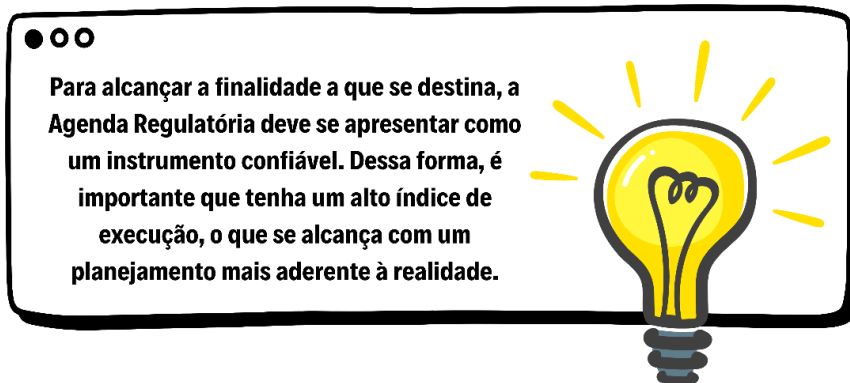 Para alcançar a finalidade a que se destina, a
Agenda Regulatória deve se apresentar como
um instrumento confiável. Dessa forma, é
importante que tenha um alto índice de
execução, o que se alcança com um
planejamento mais aderente à realidade.